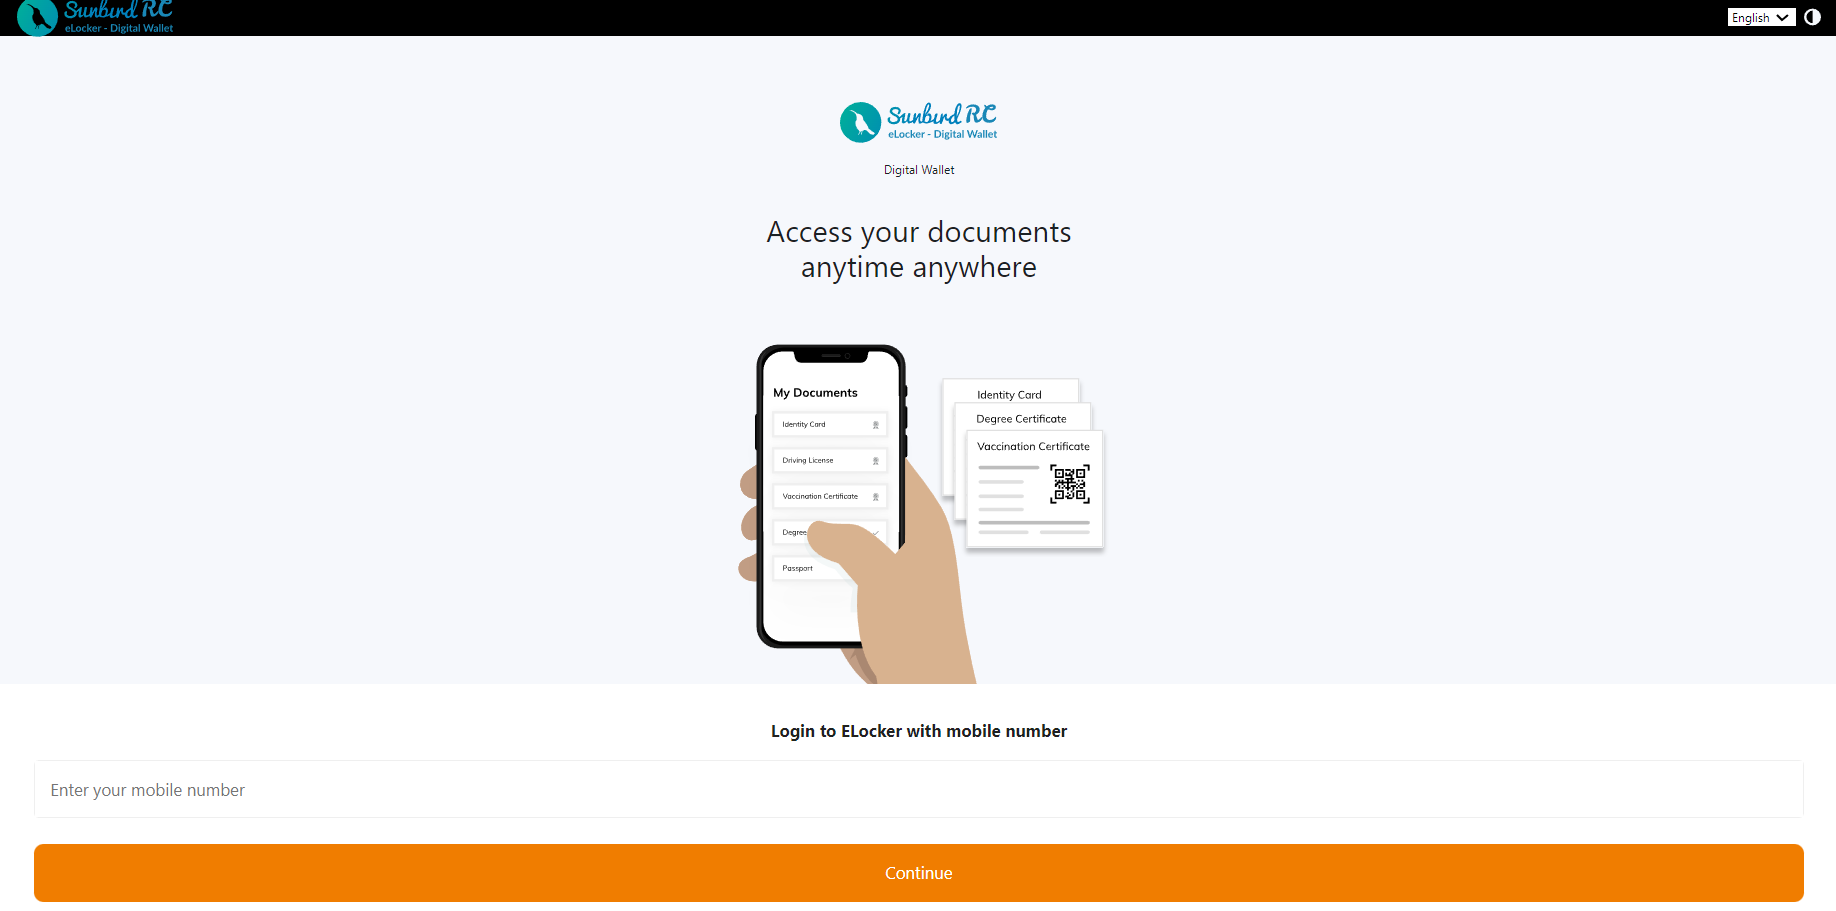 Sunbird RC
eLocker - Digital Wallet
English
Sunbird RC
eLocker - Digital Wallet
Digital Wallet
Access your documents
anytime anywhere
My Documents
Identity Card
Driving License
Vaccination Certificate
Degree
Passport
Identity Card
Degree Certificate
Vaccination Certificate
Login to ELocker with mobile number
Enter your mobile number
Continue